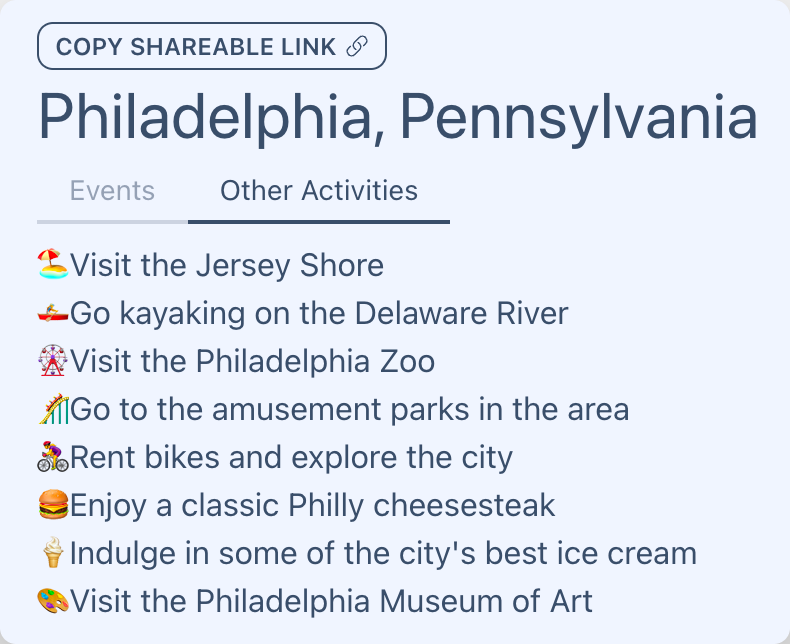 COPY SHAREABLE LINK
Philadelphia, Pennsylvania
Events
Other Activities
Visit the Jersey Shore
Go kayaking on the Delaware River
Visit the Philadelphia Zoo
Go to the amusement parks in the area
Rent bikes and explore the city
Enjoy a classic Philly cheesesteak
Indulge in some of the city's best ice cream
Visit the Philadelphia Museum of Art